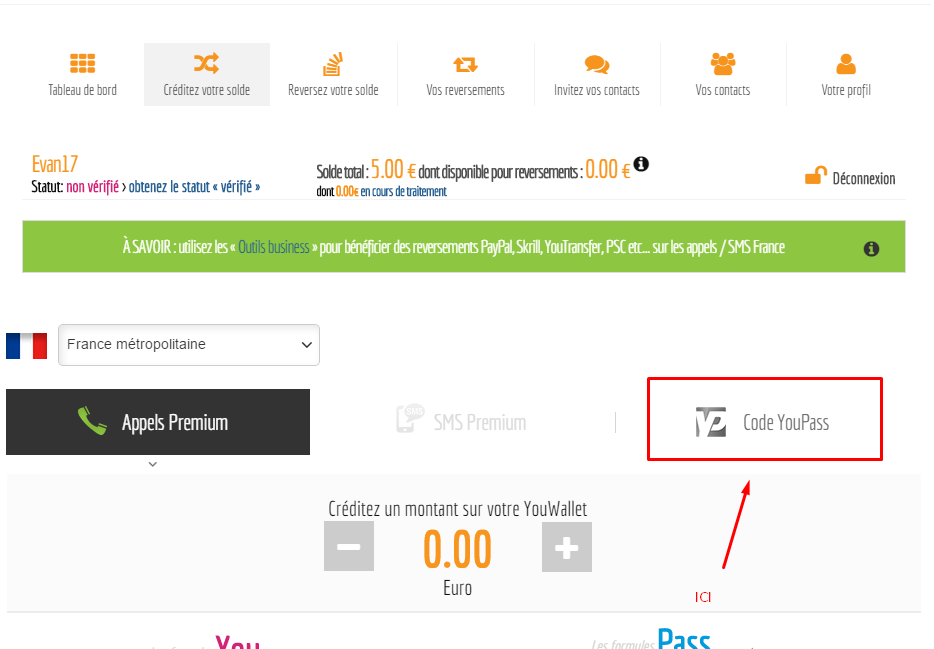 Tableau de bord
Créditez votre solde
Reversez votre solde
Vos reversements
Invitez vos contacts
Vos contacts
Votre profil
Evan17
Statut: non vérifié > obtenez le statut « vérifié »
Solde total : 5.00 € dont disponible pour reversements : 0.00 €
dont 0.00€ en cours de traitement
Déconnexion
À SAVOIR : utilisez les « Outils business » pour bénéficier des reversements PayPal, Skrill, YouTransfer, PSC etc... sur les appels / SMS France
France métropolitaine
Appels Premium
SMS
SMS Premium
Code YouPass
Créditez un montant sur votre YouWallet
0.00
Euro
ICI
You
Les formules Pass